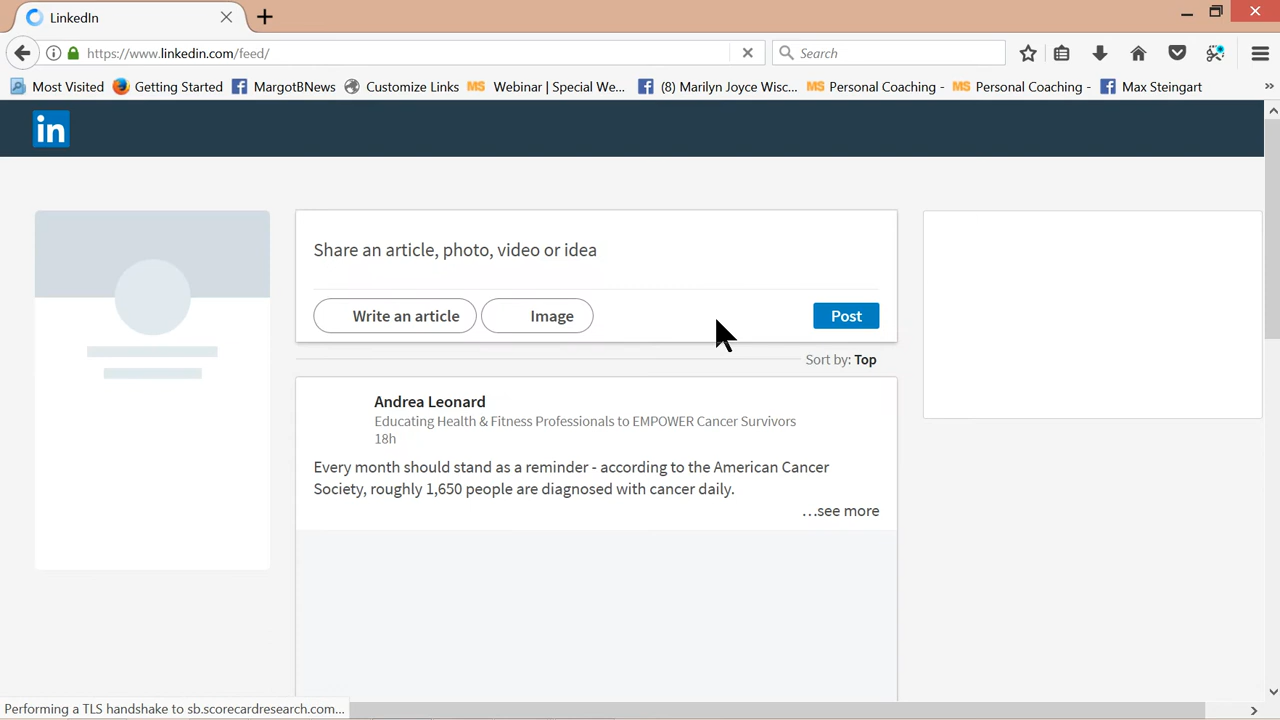 LinkedIn
https://www.linkedin.com/feed/
Search
Most Visited
Getting Started
MargotBNews
Customize Links
MS Webinar | Special We...
(8) Marilyn Joyce Wisc...
MS Personal Coaching -
MS Personal Coaching -
Max Steingart
in
Share an article, photo, video or idea
Write an article
Image
Post
Sort by: Top
Andrea Leonard
Educating Health & Fitness Professionals to EMPOWER Cancer Survivors
18h
Every month should stand as a reminder - according to the American Cancer
Society, roughly 1,650 people are diagnosed with cancer daily.
…see more
Performing a TLS handshake to sb.scorecardresearch.com...